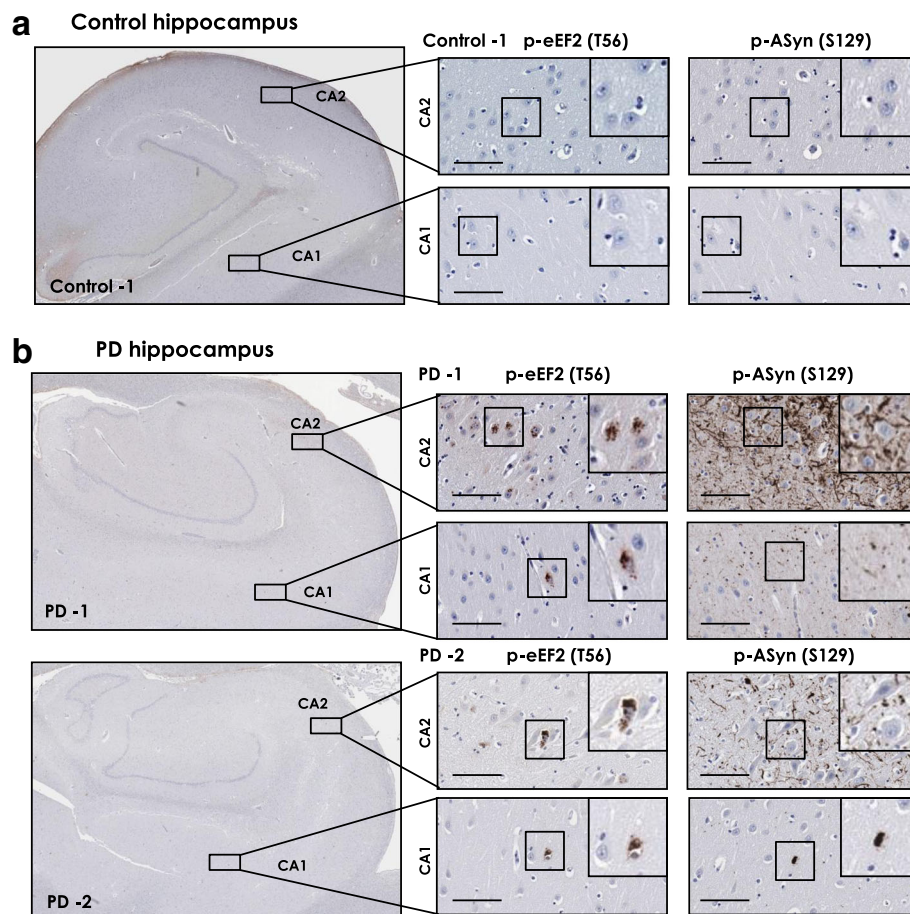 a Control hippocampus
Control -1 p-eEF2 (T56) p-ASyn (S129)
CA2
CA2
CA1
CA1
Control -1
b PD hippocampus
PD -1 p-eEF2 (T56) p-ASyn (S129)
CA2
CA2
CA1
CA1
PD -1
PD -2 p-eEF2 (T56) p-ASyn (S129)
CA2
CA2
CA1
CA1
PD -2